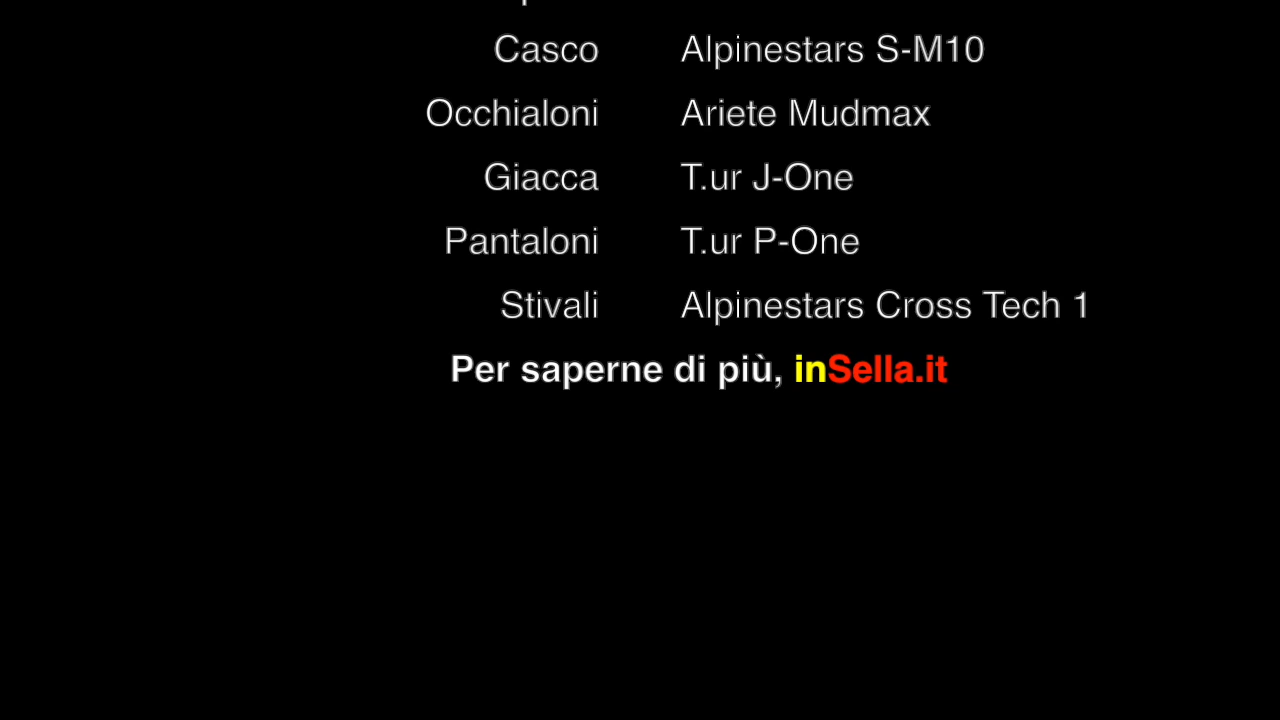 Casco Alpinestars S-M10
Occhialoni Ariete Mudmax
Giacca T.ur J-One
Pantaloni T.ur P-One
Stivali Alpinestars Cross Tech 1
Per saperne di più, inSella.it